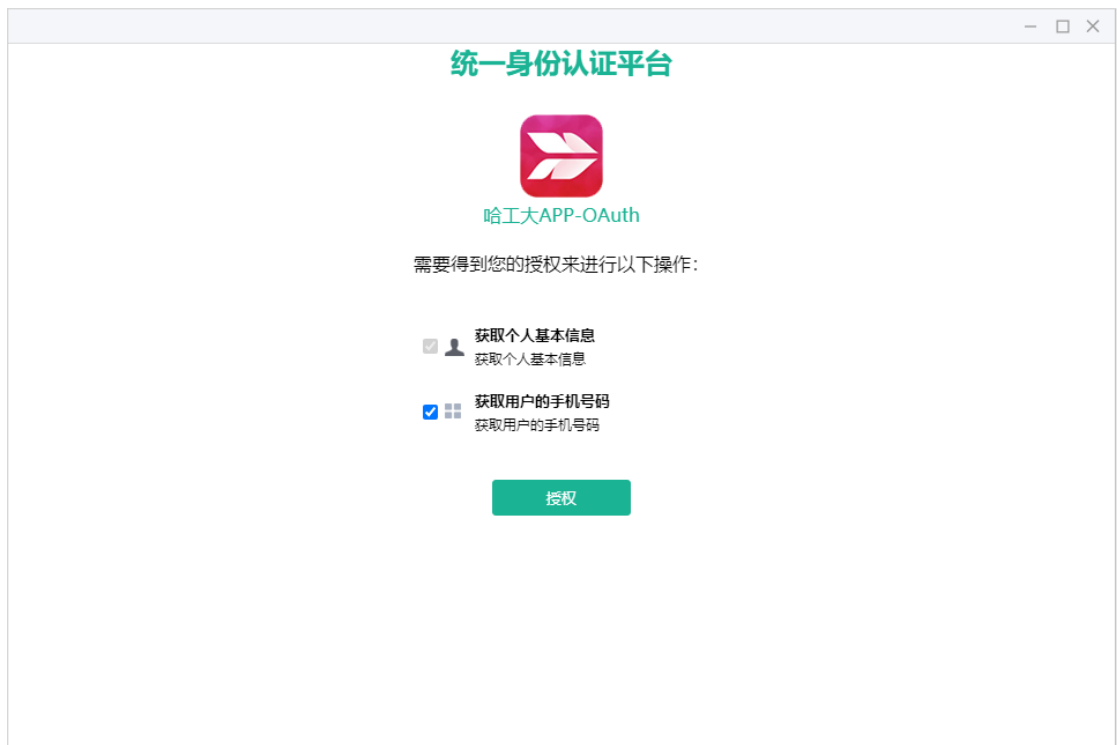 统一身份认证平台
哈工大APP-OAuth
需要得到您的授权来进行以下操作：
获取个人基本信息
获取个人基本信息
获取用户的手机号码
获取用户的手机号码
授权